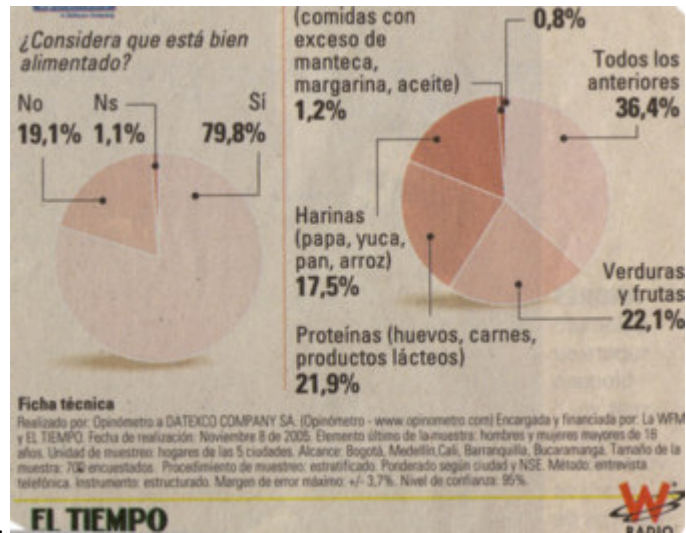 ¿Considera que está bien
alimentado?
No
19,1%
Ns
1,1%
Sí
79,8%
(comidas con
exceso de
manteca,
margarina, aceite)
1,2%
0,8%
Todos los
anteriores
36,4%
Harinas
(papa, yuca,
pan, arroz)
17,5%
Verduras
y frutas
22,1%
Proteínas (huevos, carnes,
productos lácteos)
21,9%
Ficha técnica
Realizado por: Opinómetro a DATEXCO COMPANY SA. (Opinómetro - www.opinometro.com) Encargada y financiada por: La WFM
y EL TIEMPO. Fecha de realización: Noviembre 8 de 2005. Elemento último de la muestra: hombres y mujeres mayores de 18
años. Unidad de muestreo: hogares de las 5 ciudades. Alcance: Bogotá, Medellín, Cali, Barranquilla, Bucaramanga. Tamaño de la
muestra: encuestados. Procedimiento de muestreo: estratificado. Ponderado según ciudad y NSE. Método: entrevista
telefónica. Instrumento: estructurado. Margen de error máximo: +/- 3,7%. Nivel de confianza: 95%.
EL TIEMPO
W
RADIO